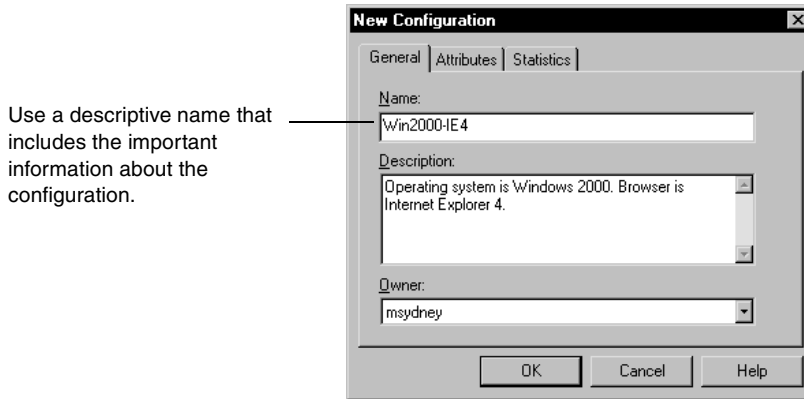 New Configuration
General Attributes Statistics
Use a descriptive name that
includes the important
information about the
configuration.
Name:
Win2000-IE4
Description:
Operating system is Windows 2000. Browser is
Internet Explorer 4.
Owner:
msydney
OK Cancel Help